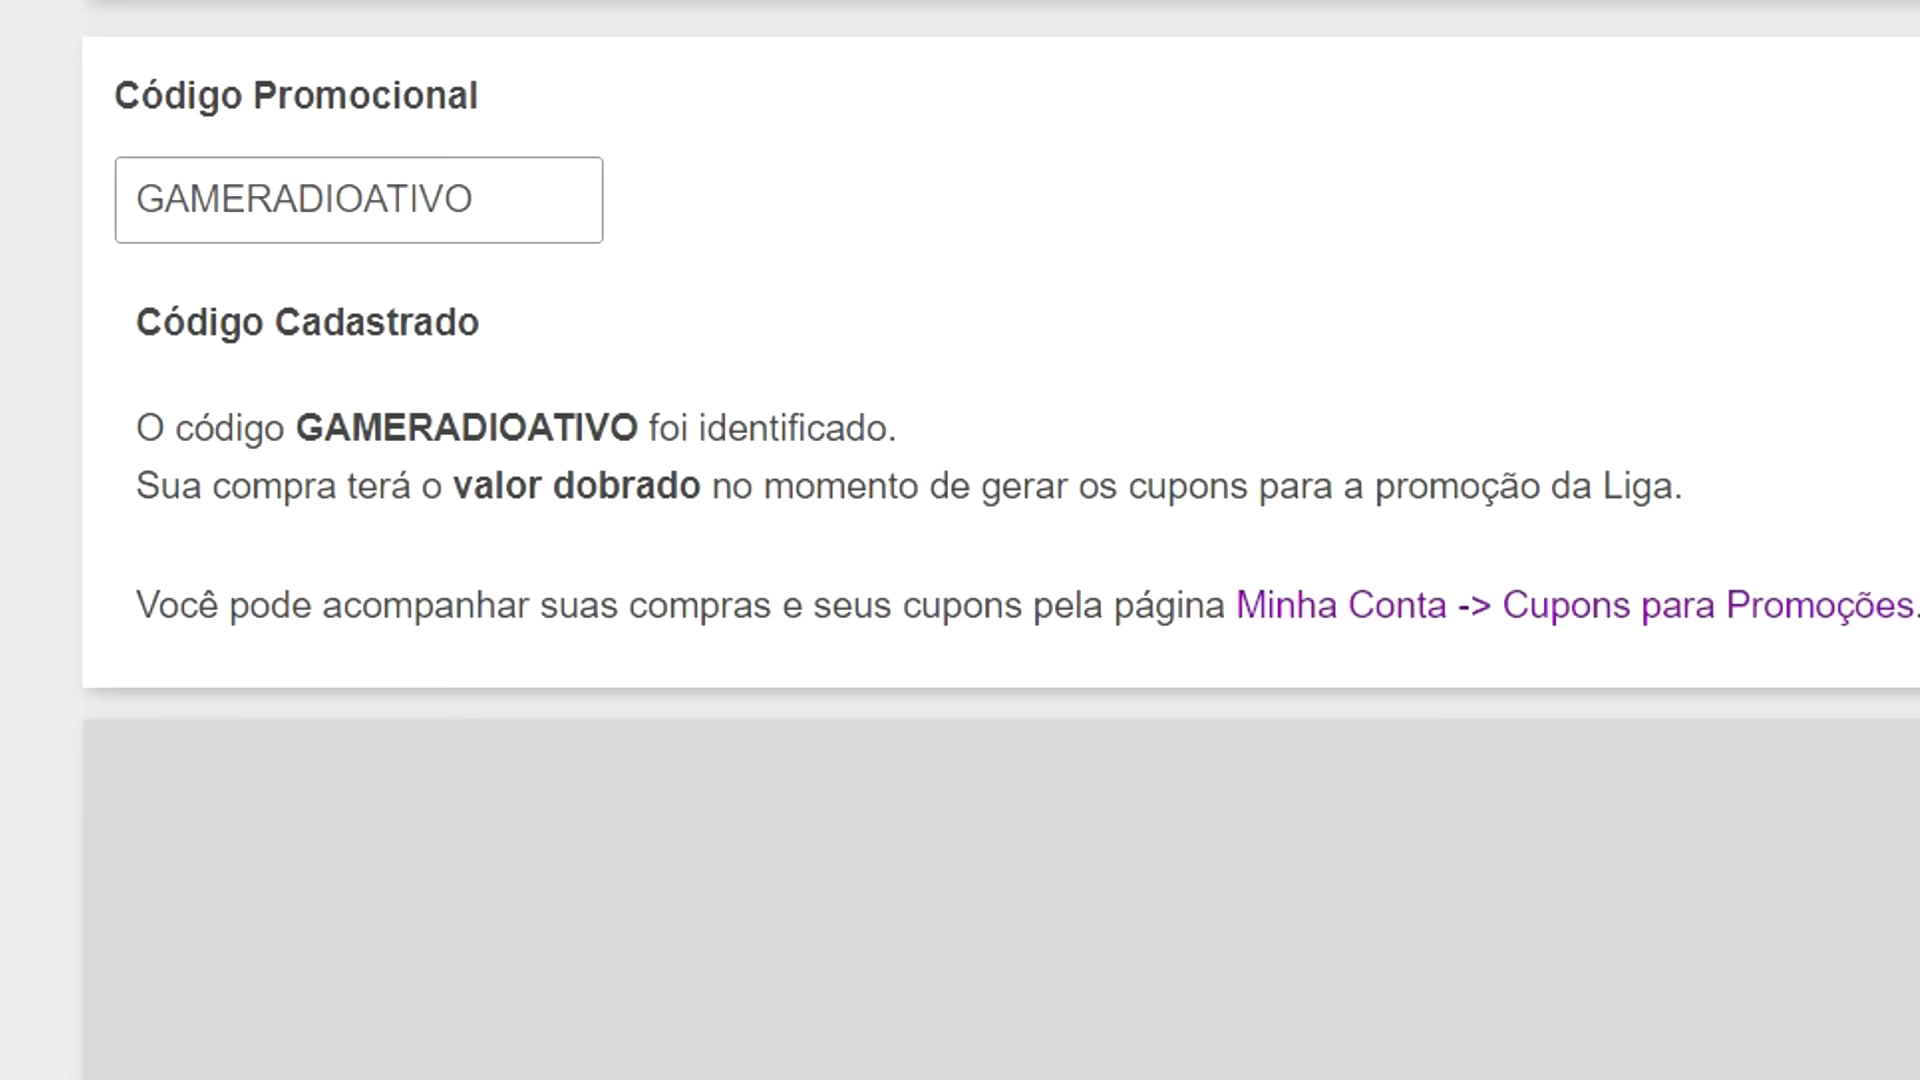 Código Promocional
GAMERADIOATIVO
Código Cadastrado
O código GAMERADIOATIVO foi identificado.
Sua compra terá o valor dobrado no momento de gerar os cupons para a promoção da Liga.
Você pode acompanhar suas compras e seus cupons pela página Minha Conta -> Cupons para Promoções.